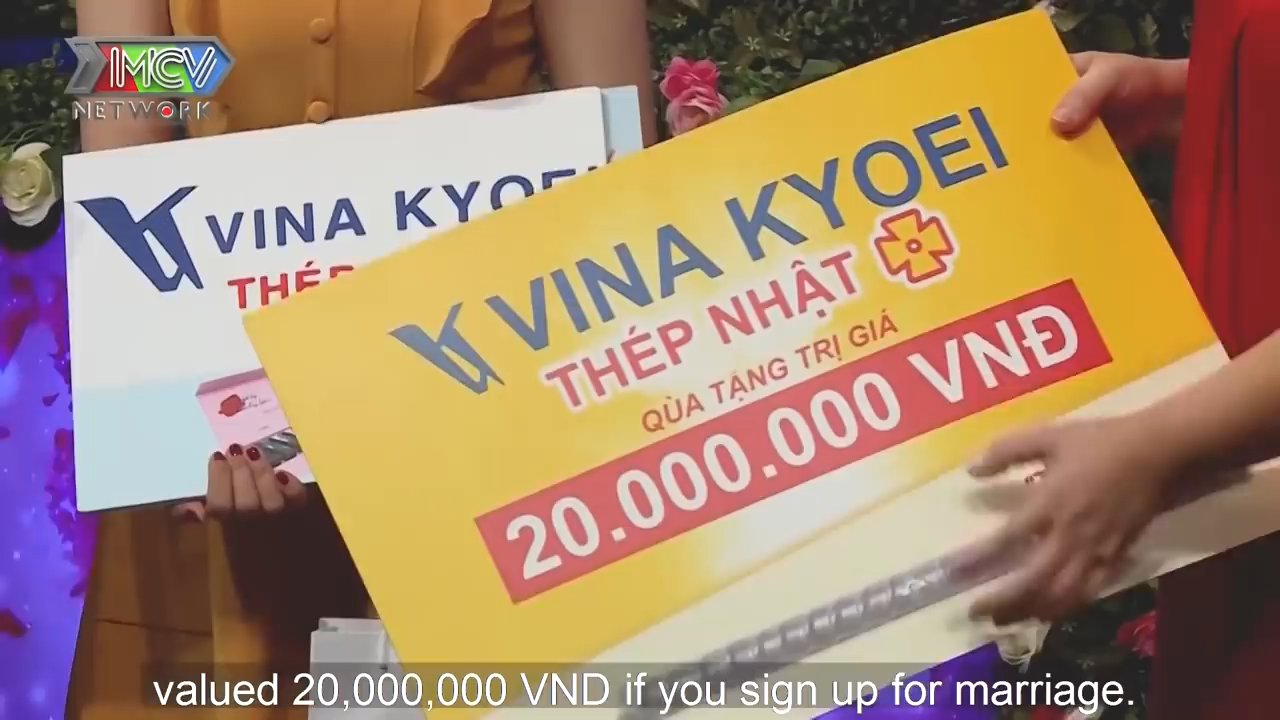 MCV
NETWORK
VINA KYOEI
THÉP
VINA KYOEI
THÉP NHẬT
QÙA TẶNG TRỊ GIÁ
20.000.000 VNĐ
valued 20,000,000 VND if you sign up for marriage.